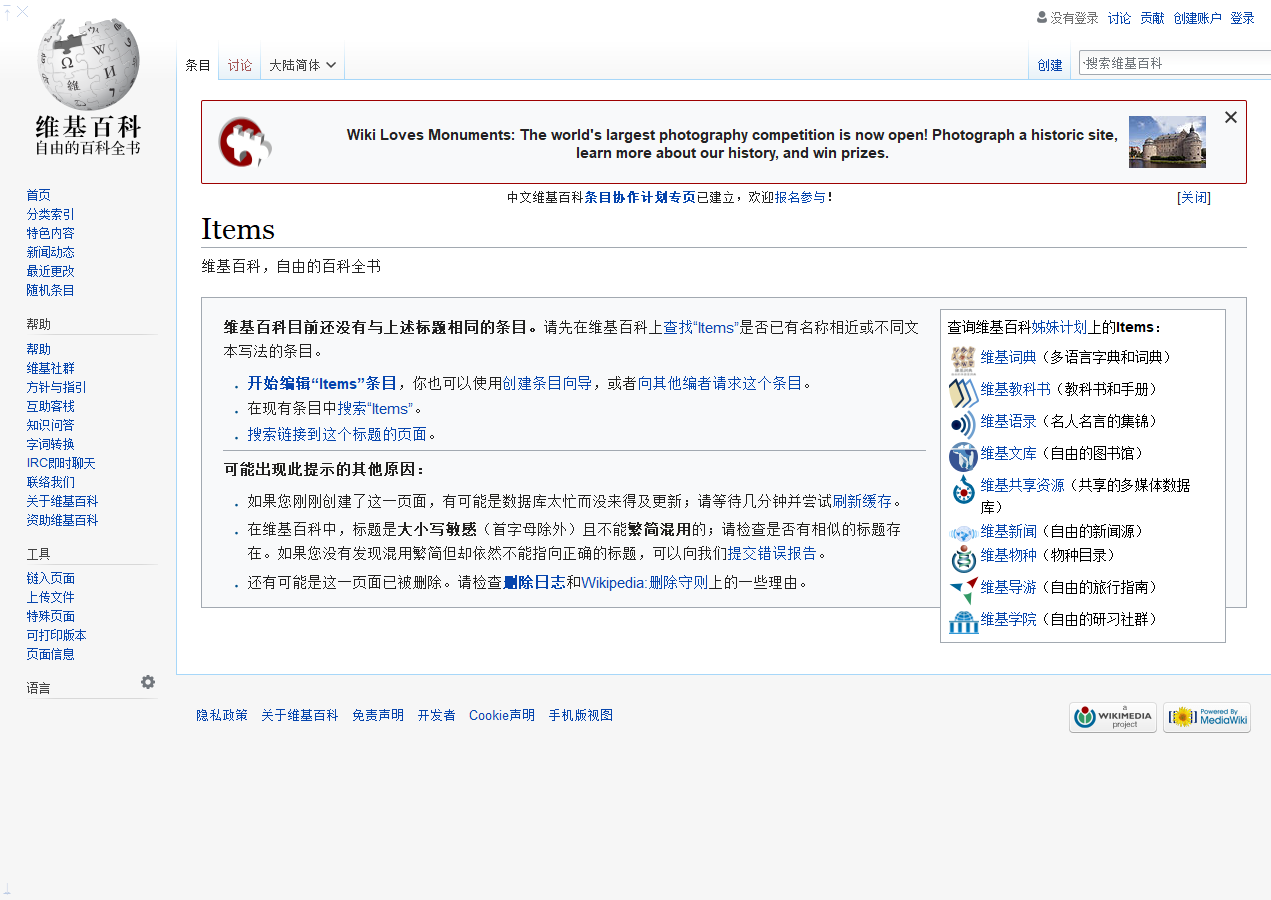 没有登录 讨论 贡献 创建账户 登录
维基百科
自由的百科全书
条目 讨论 大陆简体 创建 搜索维基百科
Wiki Loves Monuments: The world's largest photography competition is now open! Photograph a historic site,
learn more about our history, and win prizes.
中文维基百科条目协作计划专页已建立，欢迎报名参与！ [关闭]
Items
维基百科，自由的百科全书
首页
分类索引
特色内容
新闻动态
最近更改
随机条目
帮助
帮助
维基社群
方针与指引
互助客栈
知识问答
字词转换
IRC即时聊天
联络我们
关于维基百科
资助维基百科
工具
链入页面
上传文件
特殊页面
可打印版本
页面信息
语言
维基百科目前还没有与上述标题相同的条目。请先在维基百科上查找“Items”是否已有名称相近或不同文
本写法的条目。
开始编辑“Items”条目，你也可以使用创建条目向导，或者向其他编者请求这个条目。
在现有条目中搜索“Items”。
搜索链接到这个标题的页面。
可能出现此提示的其他原因：
如果您刚刚创建了这一页面，有可能是数据库太忙而没来得及更新；请等待几分钟并尝试刷新缓存。
在维基百科中，标题是大小写敏感（首字母除外）且不能繁简混用的；请检查是否有相似的标题存
在。如果您没有发现混用繁简但却依然不能指向正确的标题，可以向我们提交错误报告。
还有可能是这一页面已被删除。请检查删除日志和Wikipedia:删除守则上的一些理由。
查询维基百科姊妹计划上的Items：
维基词典（多语言字典和词典）
维基教科书（教科书和手册）
维基语录（名人名言的集锦）
维基文库（自由的图书馆）
维基共享资源（共享的多媒体数据
库）
维基新闻（自由的新闻源）
维基物种（物种目录）
维基导游（自由的旅行指南）
维基学院（自由的研习社群）
隐私政策 关于维基百科 免责声明 开发者 Cookie声明 手机版视图
a
WIKIMEDIA
project
Powered By
MediaWiki